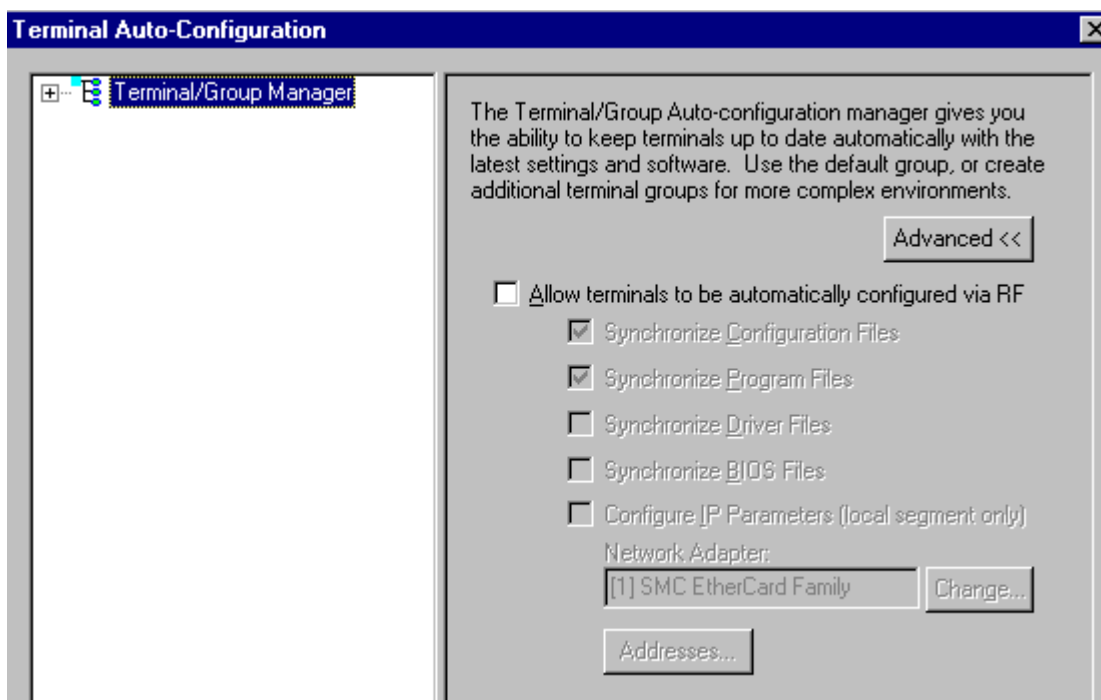 Terminal Auto-Configuration
Terminal/Group Manager
The Terminal/Group Auto-configuration manager gives you
the ability to keep terminals up to date automatically with the
latest settings and software.  Use the default group, or create
additional terminal groups for more complex environments.
Advanced <<
Allow terminals to be automatically configured via RF
Synchronize Configuration Files
Synchronize Program Files
Synchronize Driver Files
Synchronize BIOS Files
Configure IP Parameters (local segment only)
Network Adapter:
[1] SMC EtherCard Family
Change...
Addresses...